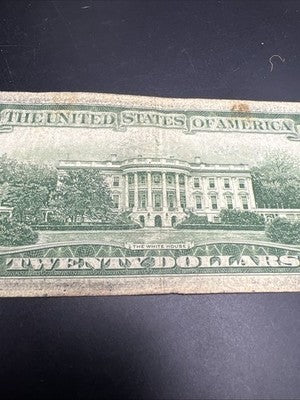 THE UNITED STATES OF AMERICA
THE WHITE HOUSE
TWENTY DOLLARS